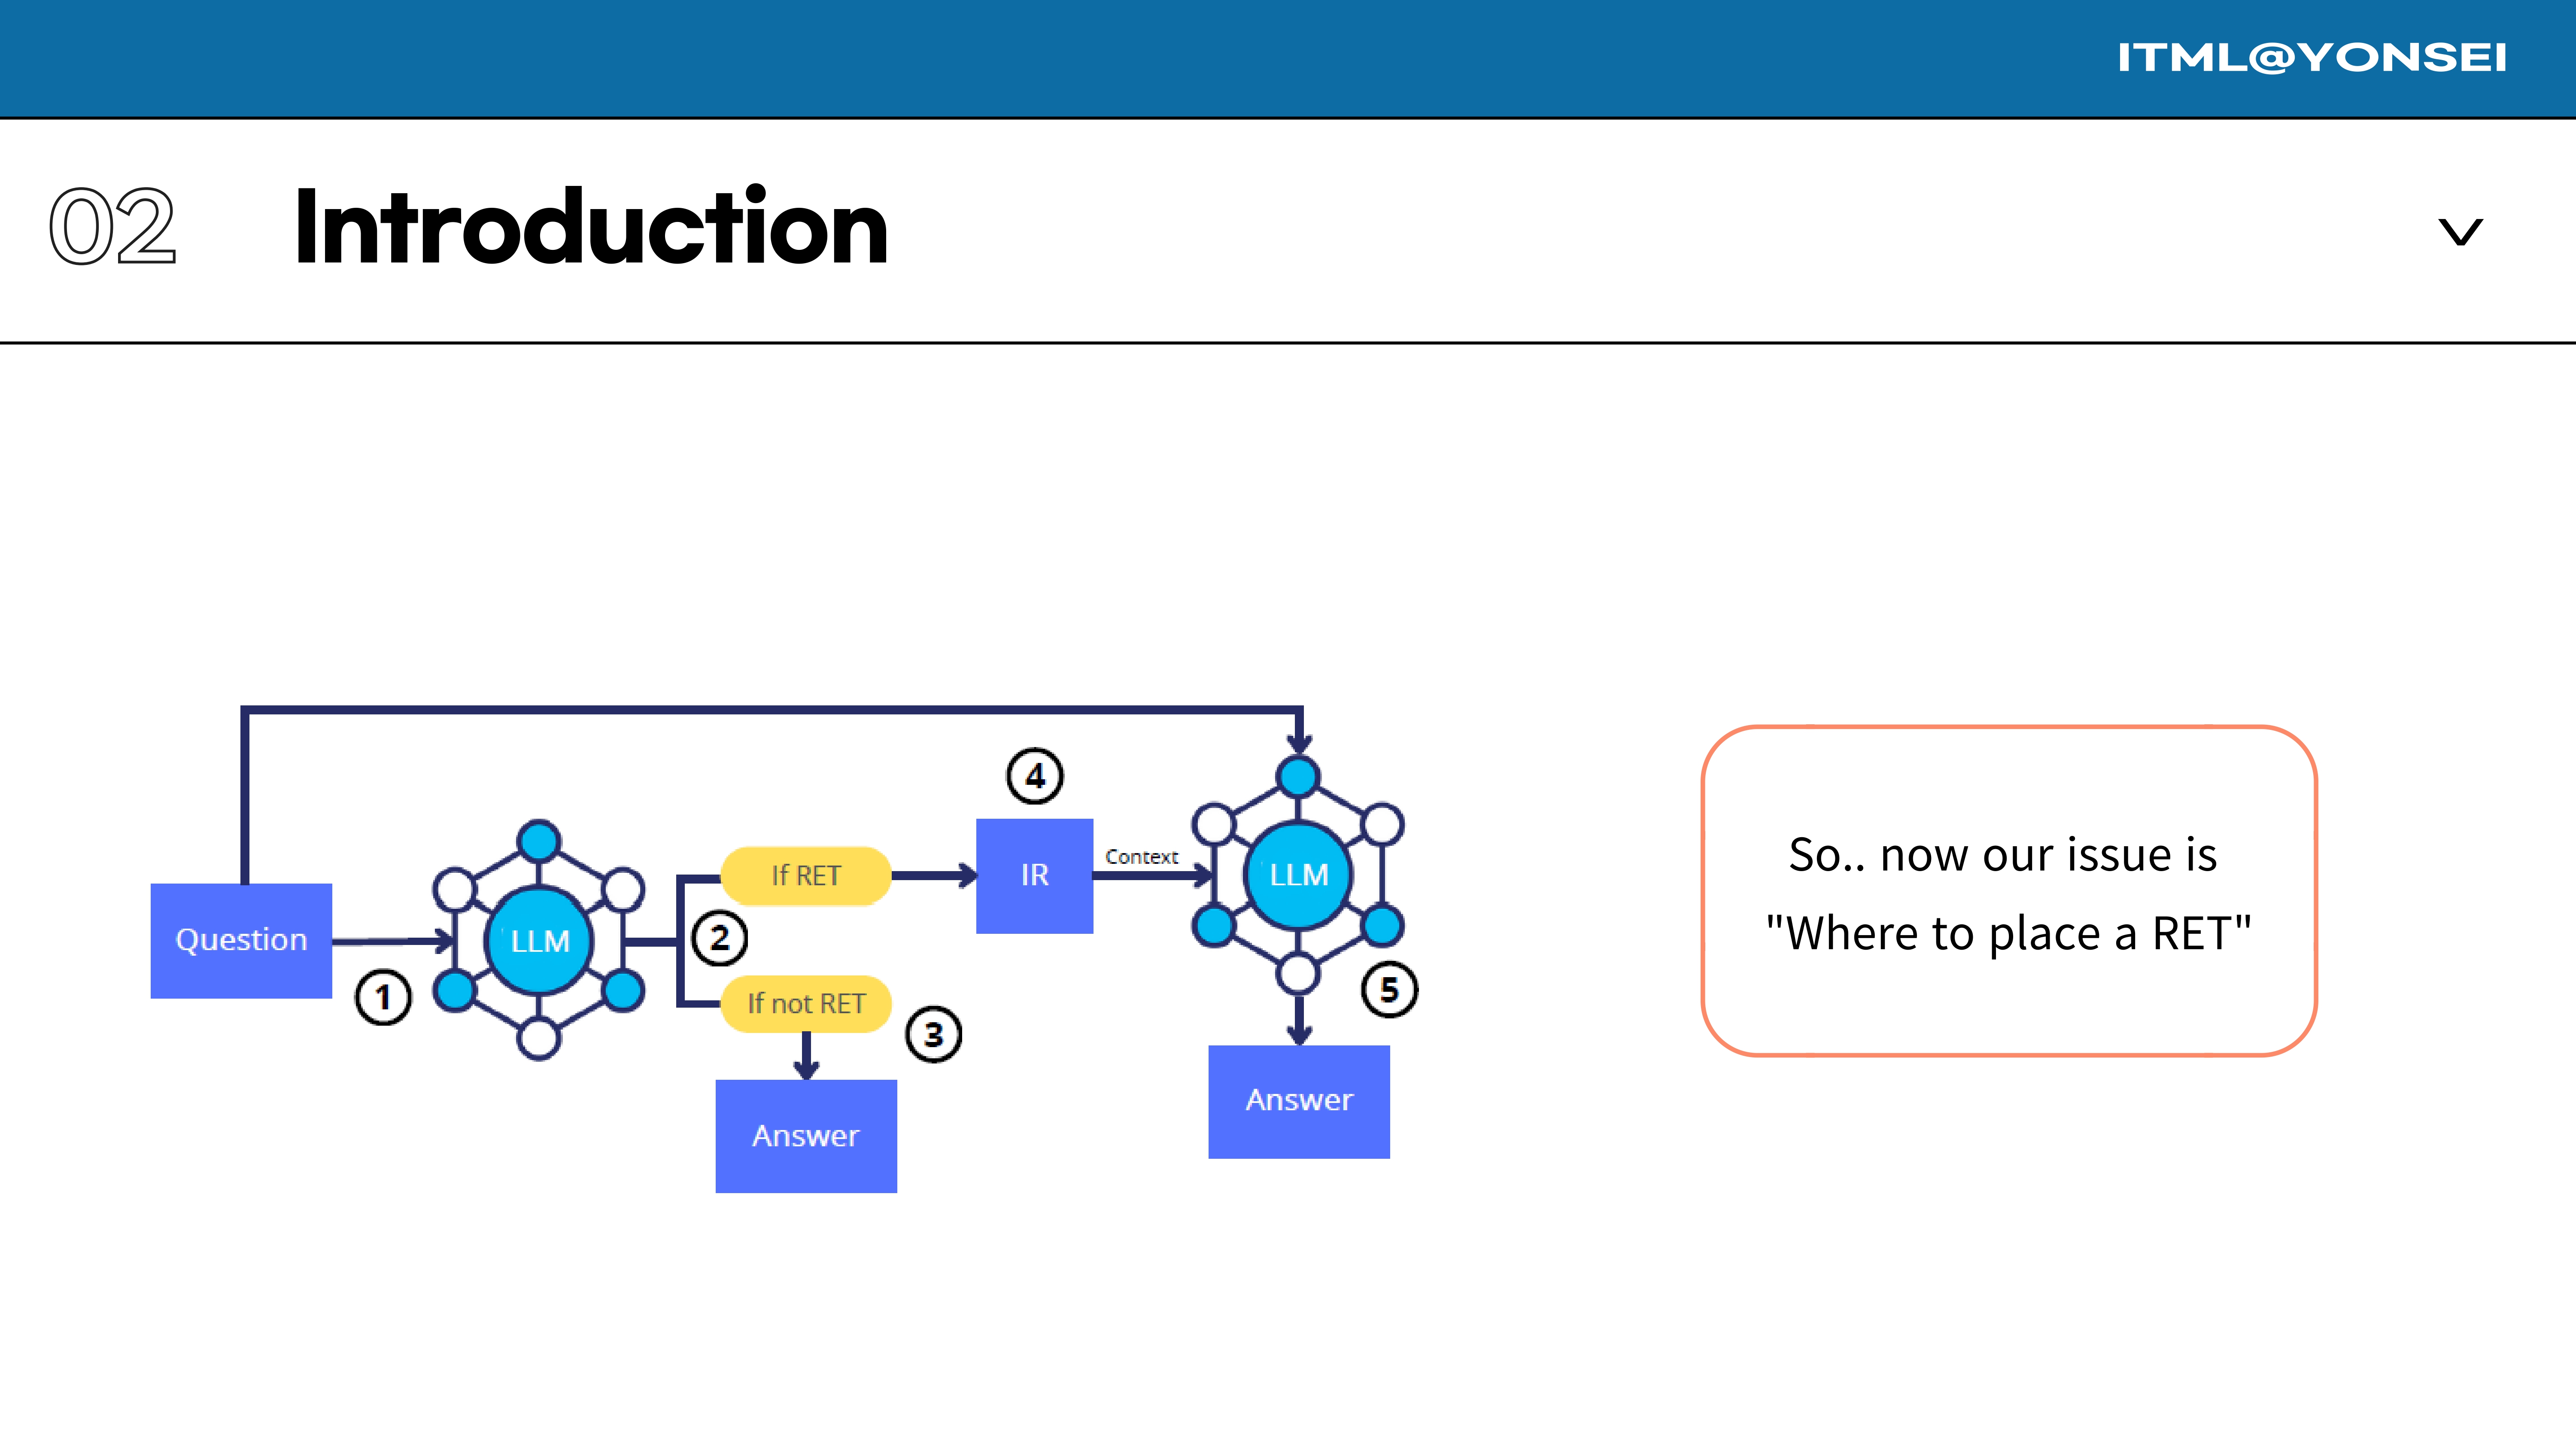 ITML@YONSEI
02
Introduction
4
Context
If RET
IR
LLM
Question
LLM
2
1
If not RET
3
5
Answer
Answer
So.. now our issue is
"Where to place a RET"